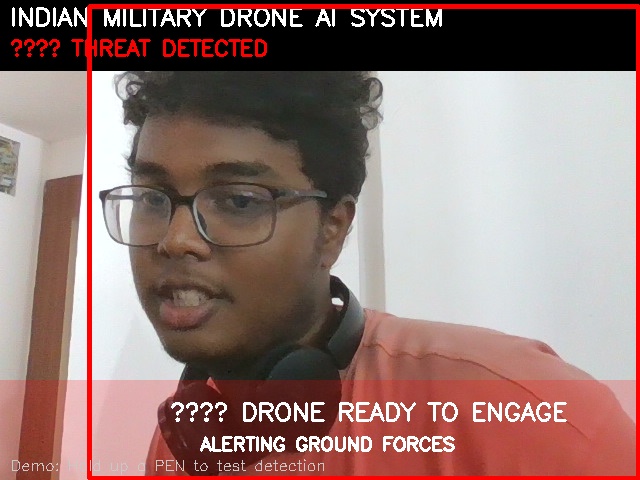 INDIAN MILITARY DRONE AI SYSTEM
???? THREAT DETECTED
???? DRONE READY TO ENGAGE
ALERTING GROUND FORCES
Demo: Hold up a PEN to test detection